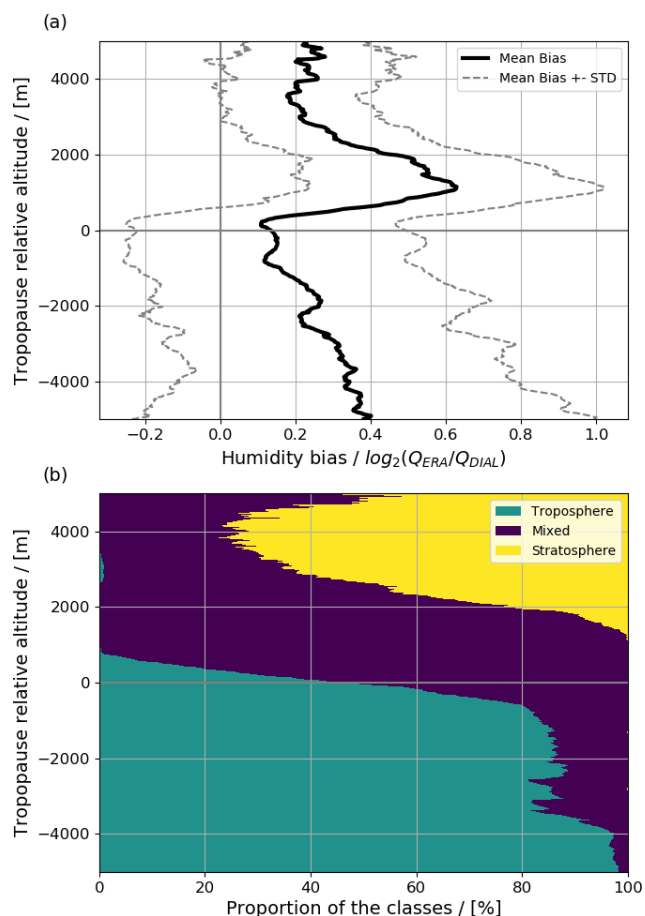 (a)
Tropopause relative altitude / [m]
4000
2000
0
−2000
−4000
Mean Bias
Mean Bias +- STD
−0.2
0.0
0.2
0.4
0.6
0.8
1.0
Humidity bias / log₂(Q_ERA/Q_DIAL)
(b)
Tropopause relative altitude / [m]
4000
2000
0
−2000
−4000
Troposphere
Mixed
Stratosphere
0
20
40
60
80
100
Proportion of the classes / [%]